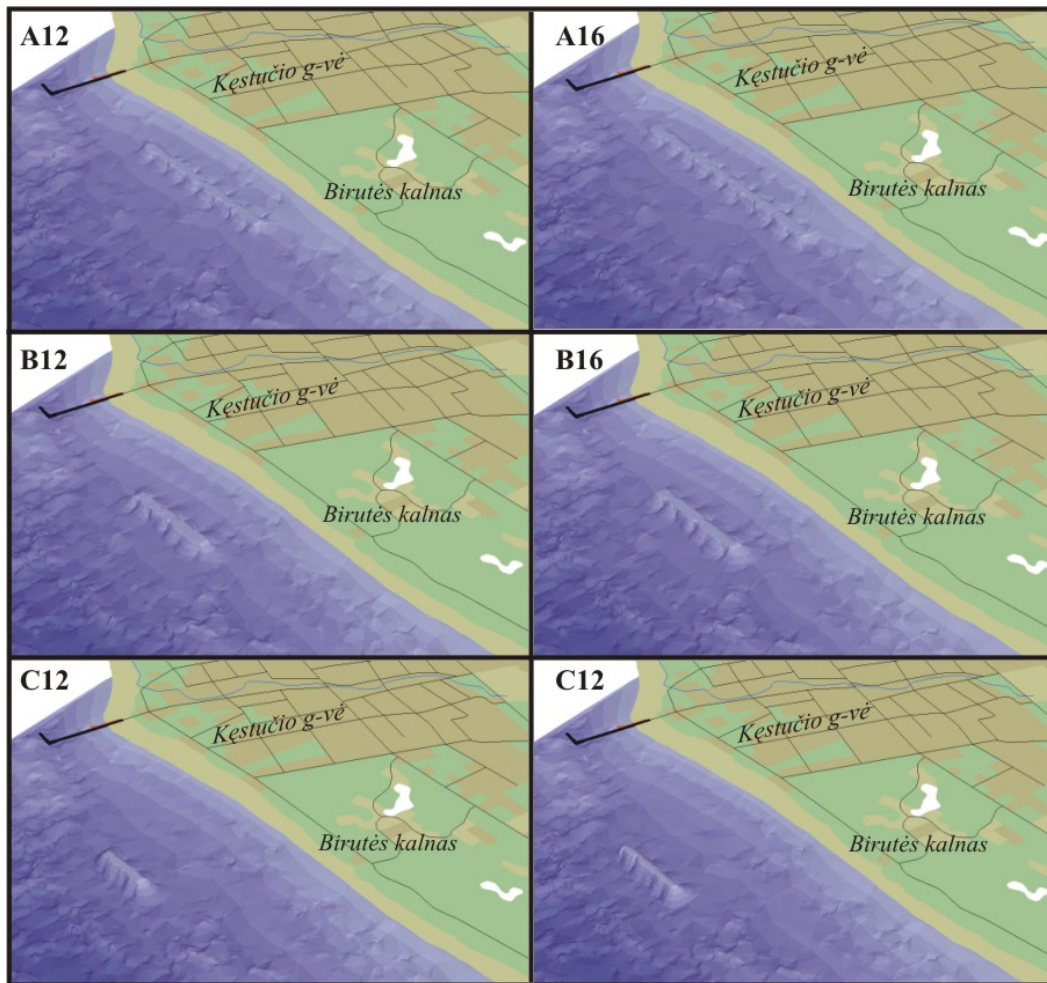 A12
Kęstučio g-vė
Birutės kalnas
A16
Kęstučio g-vė
Birutės kalnas
B12
Kęstučio g-vė
Birutės kalnas
B16
Kęstučio g-vė
Birutės kalnas
C12
Kęstučio g-vė
Birutės kalnas
C12
Kęstučio g-vė
Birutės kalnas